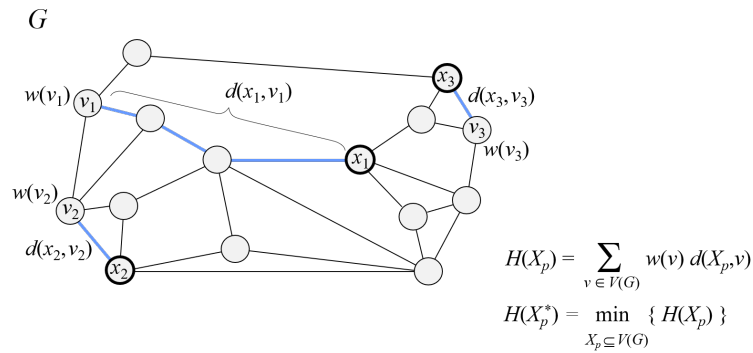 G
x₃
w(v₁)
v₁
d(x₁,v₁)
d(x₃,v₃)
v₃
w(v₃)
x₁
w(v₂)
v₂
d(x₂,v₂)
x₂
H(Xₚ) = ∑ w(v) d(Xₚ,v)
v ∈ V(G)
H(Xₚ*) = min { H(Xₚ) }
Xₚ ⊆ V(G)